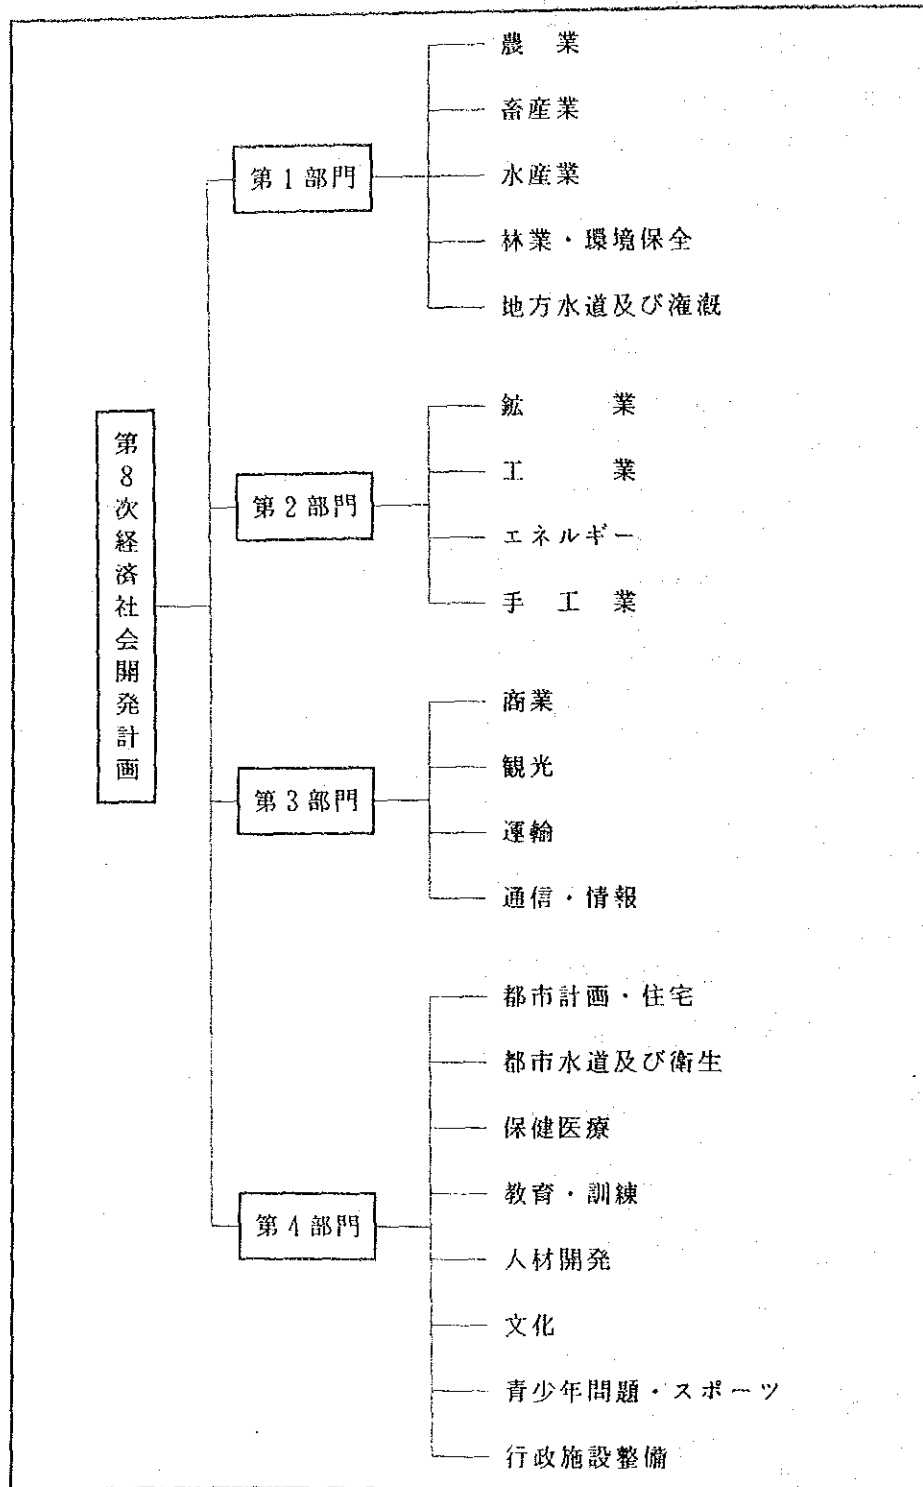 第8次経済社会開発計画
第1部門
農業
畜産業
水産業
林業・環境保全
地方水道及び潅漑
第2部門
鉱業
工業
エネルギー
手工業
第3部門
商業
観光
運輸
通信・情報
第4部門
都市計画・住宅
都市水道及び衛生
保健医療
教育・訓練
人材開発
文化
青少年問題・スポーツ
行政施設整備